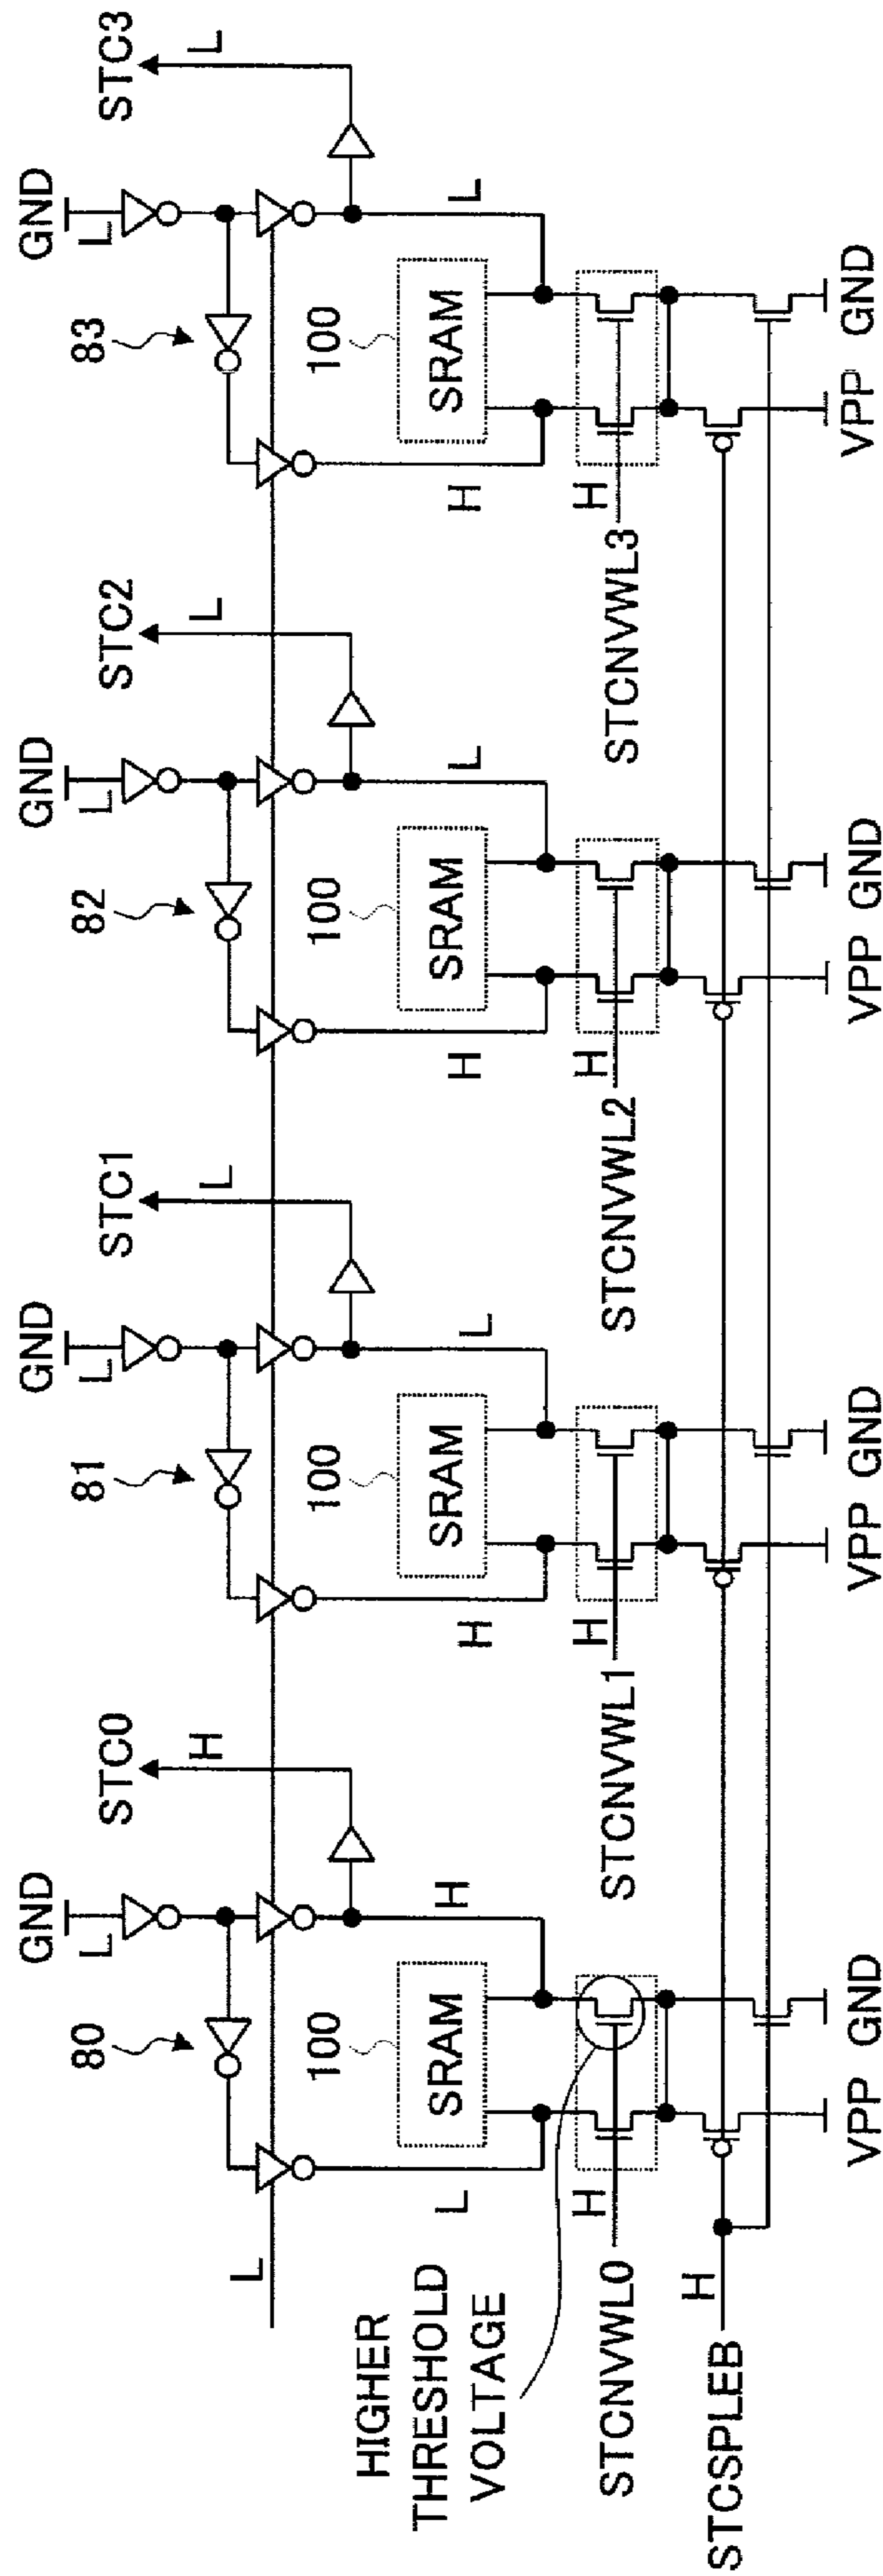 80
GND
L
STC0
H
81
GND
L
STC1
L
82
GND
L
STC2
L
83
GND
L
STC3
L
L
100
SRAM
L
H
100
SRAM
H
L
100
SRAM
H
L
100
SRAM
H
L
HIGHER
THRESHOLD
VOLTAGE
H
STCNVWL0
H
STCNVWL1
H
STCNVWL2
H
STCNVWL3
H
STCSPLEB
VPP
GND
VPP
GND
VPP
GND
VPP
GND